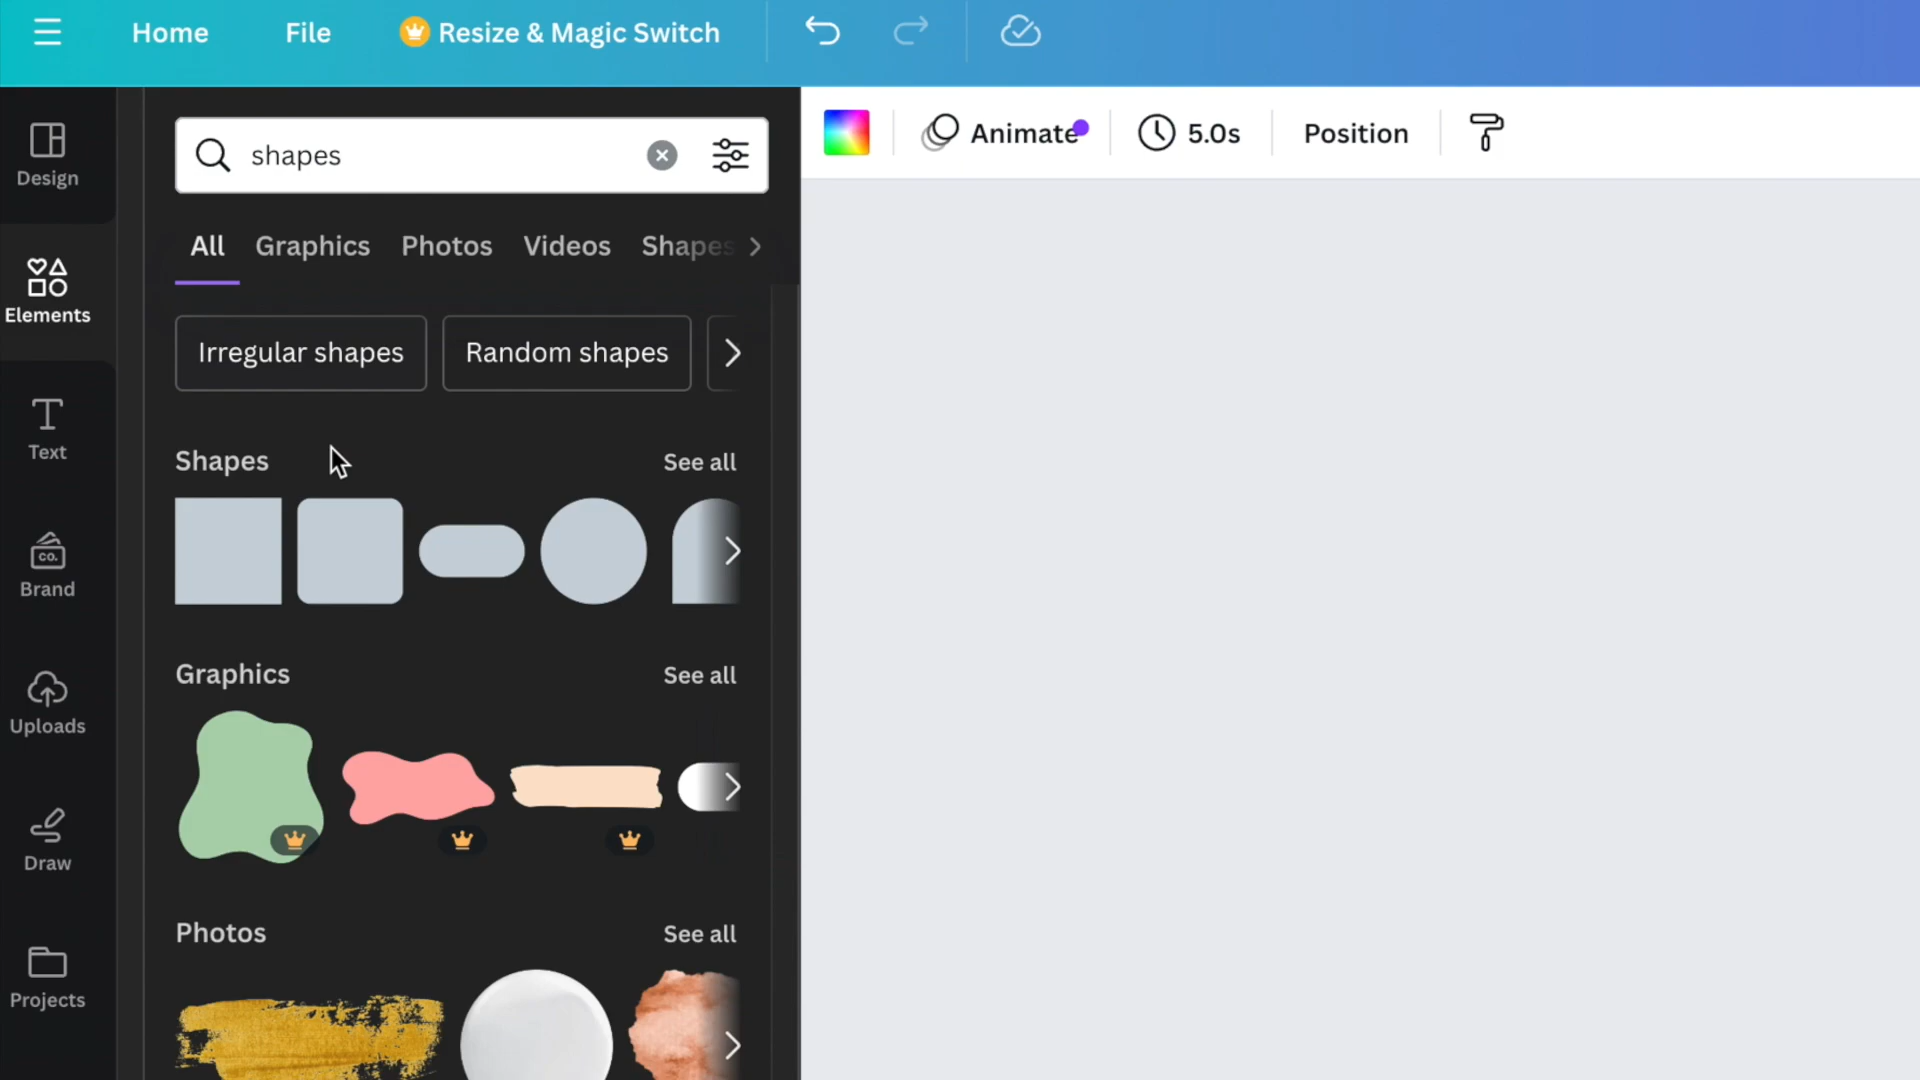 Home File Resize & Magic Switch
Design
Elements
Text
Brand
CO.
Uploads
Draw
Projects
shapes
All Graphics Photos Videos Shapes
Irregular shapes Random shapes
Shapes See all
Graphics See all
Photos See all
Animate 5.0s Position